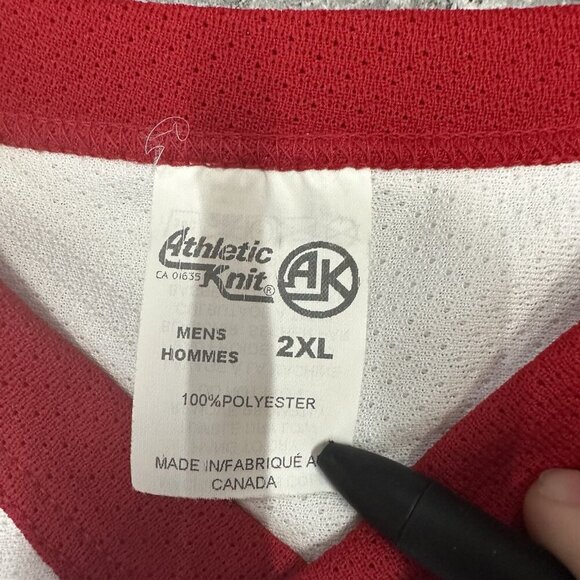 Athletic
CA 01635 Knit®
AK
MENS 2XL
HOMMES
100%POLYESTER
MADE IN/FABRIQUÉ
CANADA